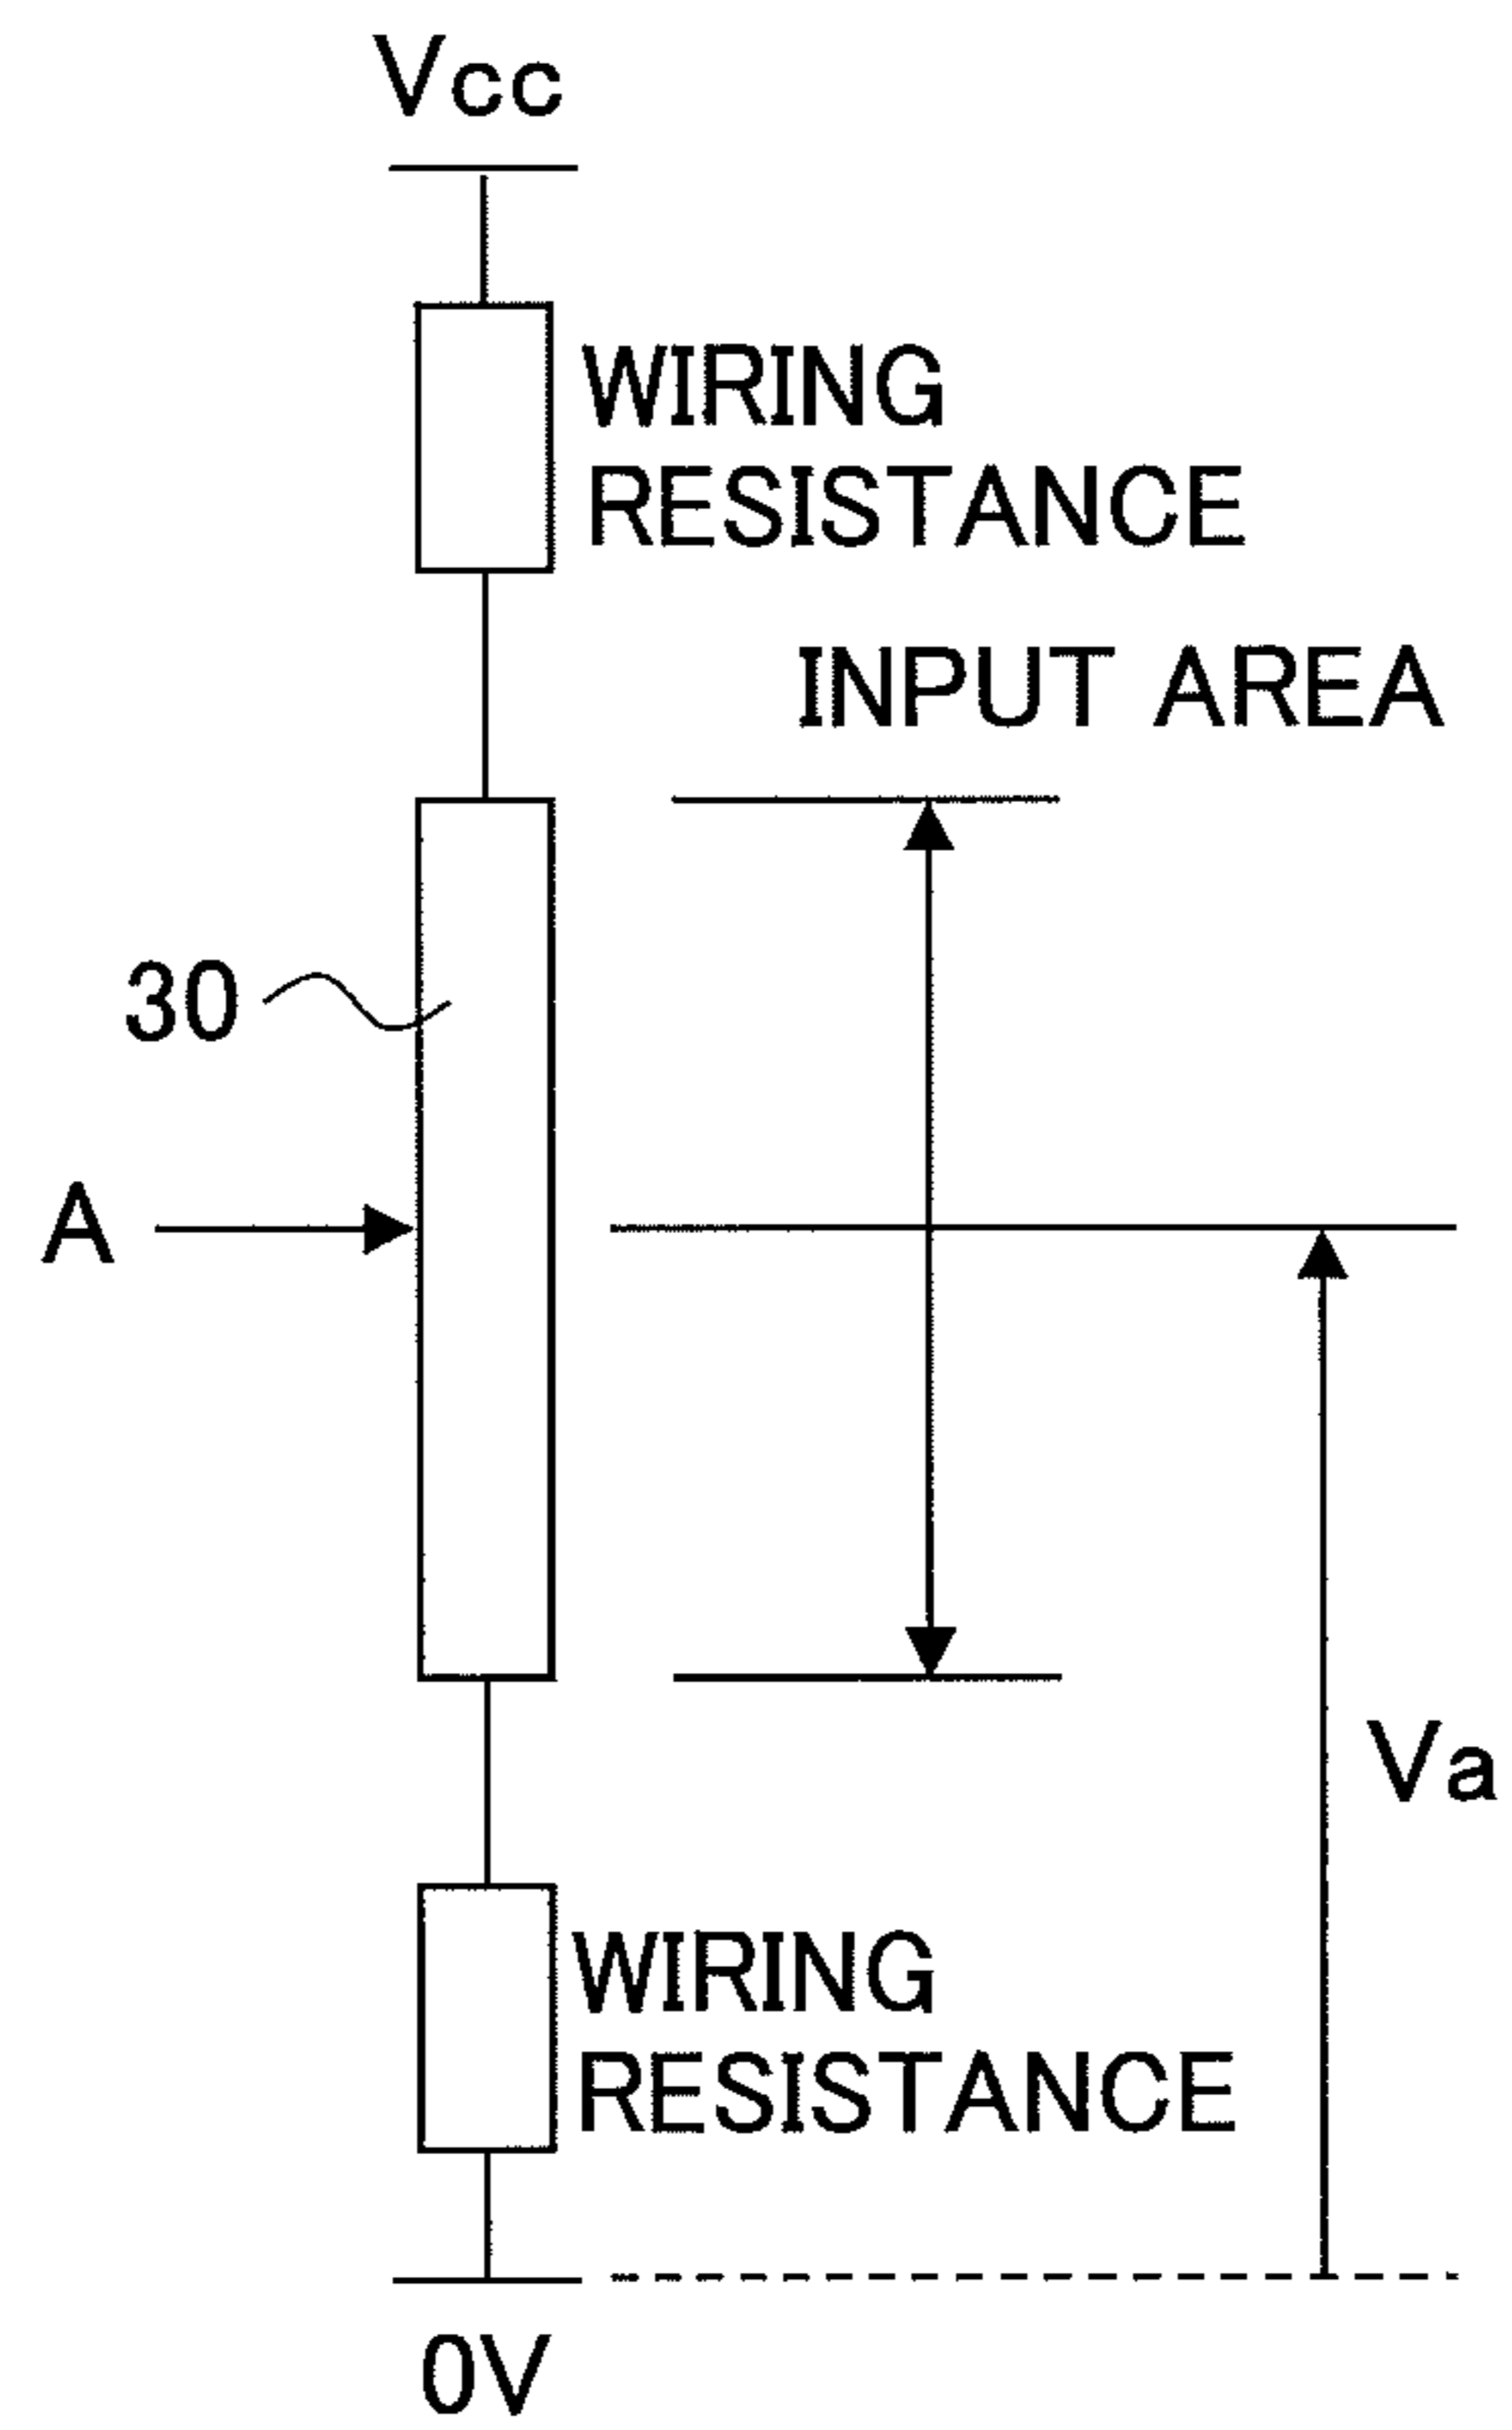 Vcc
WIRING
RESISTANCE
INPUT AREA
30
A
Va
WIRING
RESISTANCE
0V